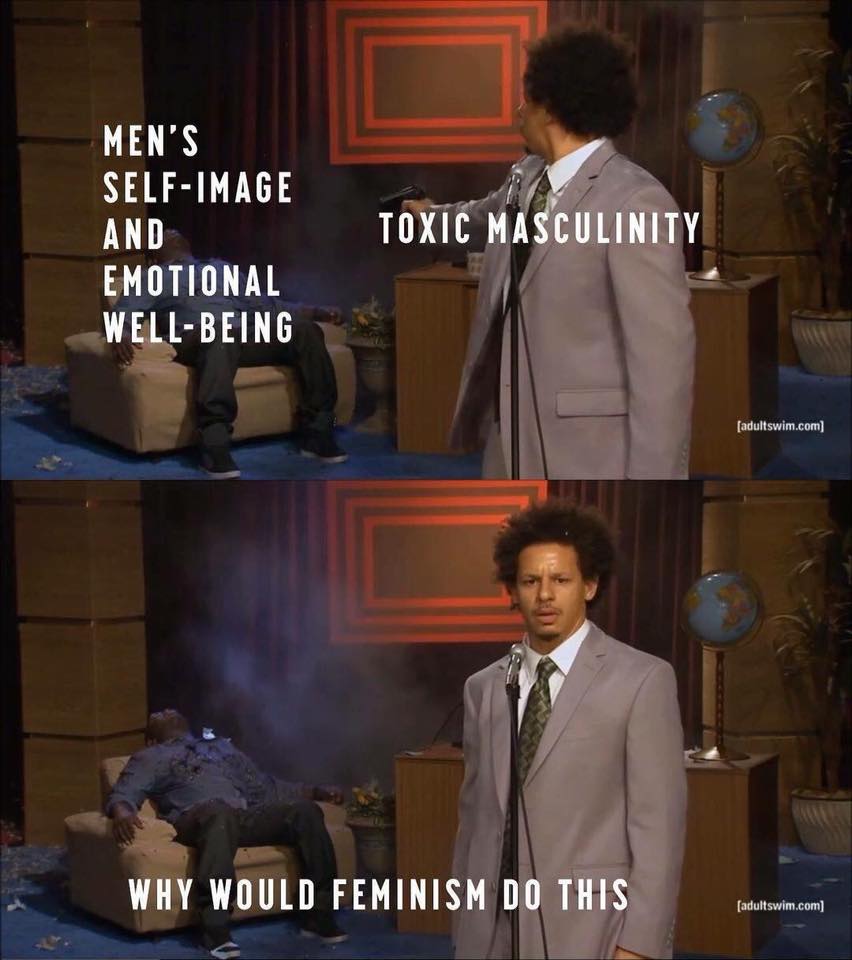 MEN'S
SELF-IMAGE
AND
EMOTIONAL
WELL-BEING
TOXIC MASCULINITY
[adultswim.com]
WHY WOULD FEMINISM DO THIS
[adultswim.com]